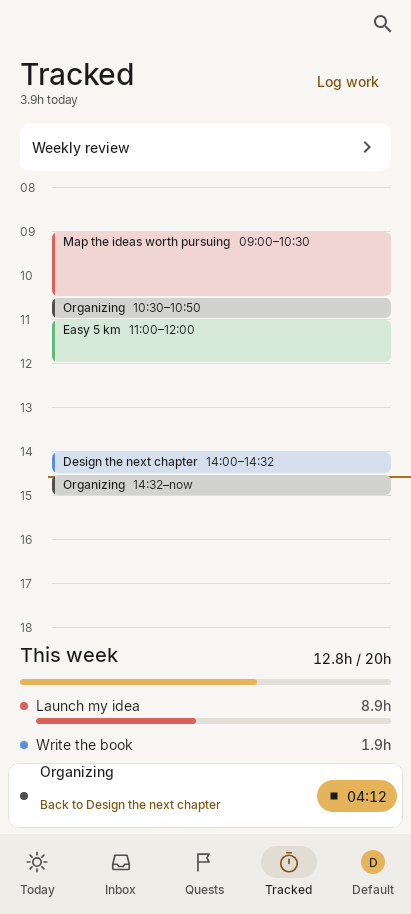 Tracked
3.9h today
Log work
Weekly review
08
09
Map the ideas worth pursuing 09:00–10:30
10
Organizing 10:30–10:50
11
Easy 5 km 11:00–12:00
12
13
14
Design the next chapter 14:00–14:32
Organizing 14:32–now
15
16
17
18
This week
12.8h / 20h
Launch my idea 8.9h
Write the book 1.9h
Organizing
Back to Design the next chapter
04:12
D
Today Inbox Quests Tracked Default